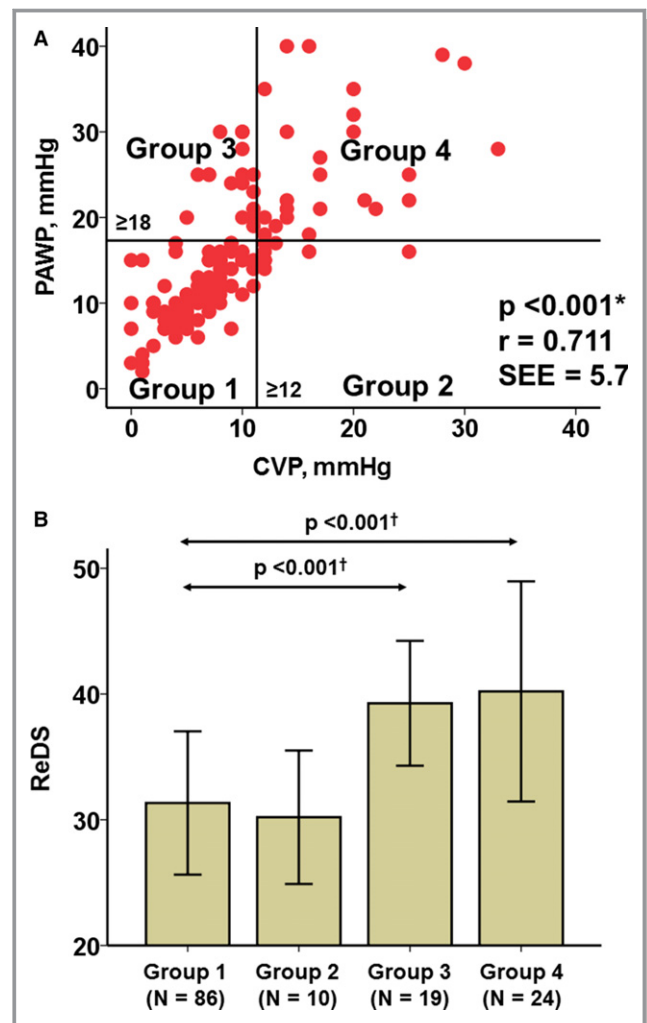 A
PAWP, mmHg
40
30
20
10
0
Group 3
Group 4
≥18
p <0.001*
r = 0.711
SEE = 5.7
Group 1
≥12
Group 2
0 10 20 30 40
CVP, mmHg
B
p <0.001†
p <0.001†
ReDS
50
40
30
20
Group 1 Group 2 Group 3 Group 4
(N = 86) (N = 10) (N = 19) (N = 24)